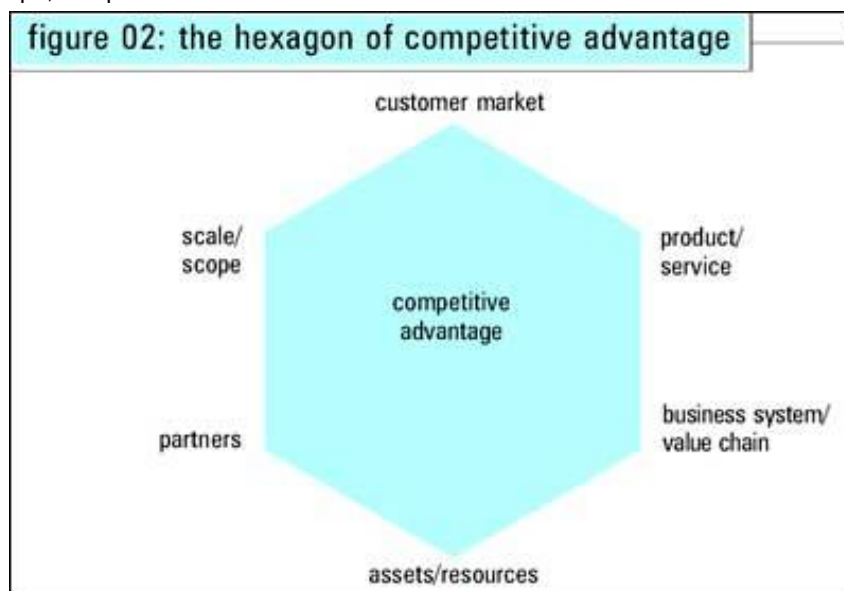 figure 02: the hexagon of competitive advantage
customer market
scale/
scope
product/
service
competitive
advantage
partners
business system/
value chain
assets/resources